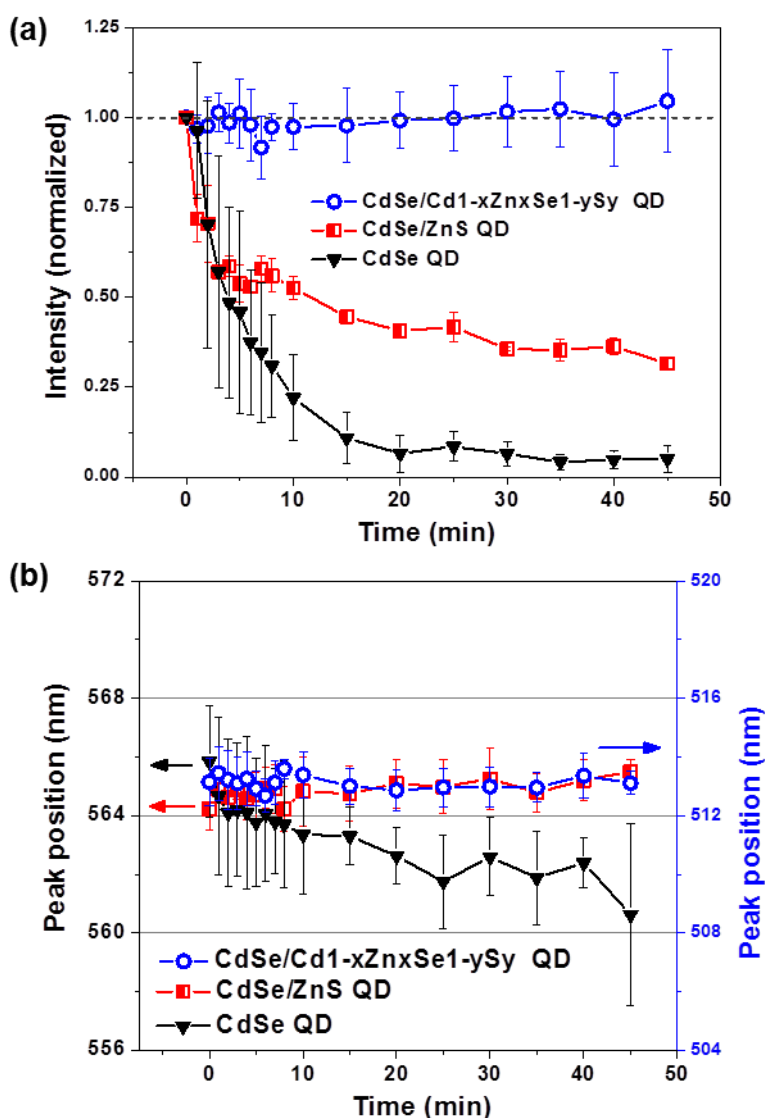 (a)
1.25
1.00
0.75
0.50
0.25
0.00
Intensity (normalized)
CdSe/Cd1-xZnxSe1-ySy QD
CdSe/ZnS QD
CdSe QD
0 10 20 30 40 50
Time (min)
(b)
572
568
564
560
556
Peak position (nm)
520
516
512
508
504
Peak position (nm)
CdSe/Cd1-xZnxSe1-ySy QD
CdSe/ZnS QD
CdSe QD
0 10 20 30 40 50
Time (min)